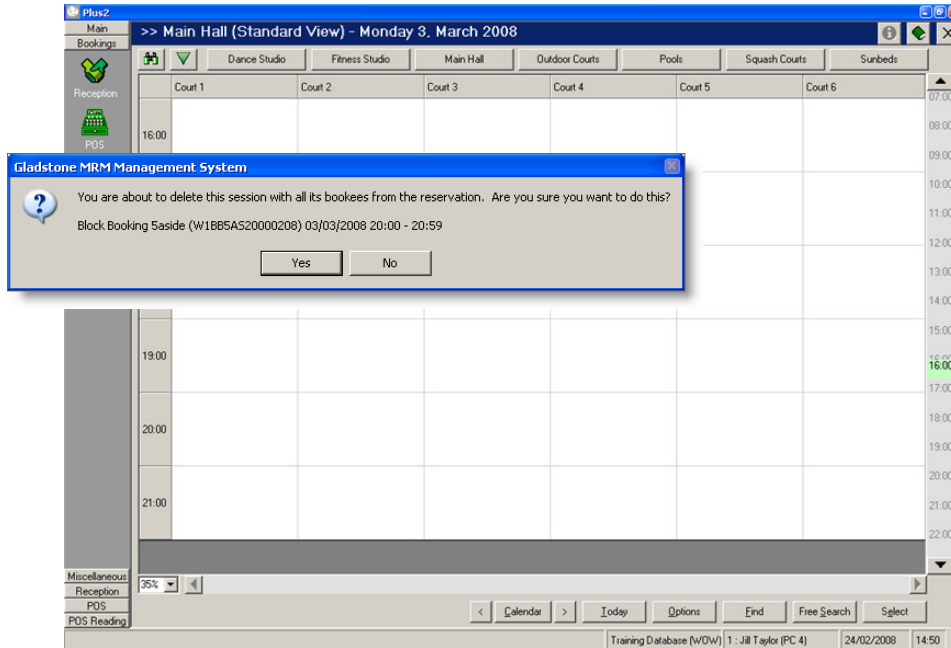 Plus2
Main
Bookings
Reception
POS
>> Main Hall (Standard View) - Monday 3, March 2008
Dance Studio Fitness Studio Main Hall Outdoor Courts Pools Squash Courts Sunbeds
Court 1 Court 2 Court 3 Court 4 Court 5 Court 6
16:00
Gladstone MRM Management System
You are about to delete this session with all its bookees from the reservation. Are you sure you want to do this?
Block Booking 5aside (W1BB5AS20000208) 03/03/2008 20:00 - 20:59
Yes No
19:00
20:00
21:00
07:00
08:00
09:00
10:00
11:00
12:00
13:00
14:00
15:00
16:00
17:00
18:00
19:00
20:00
21:00
22:00
Miscellaneous
Reception
POS
POS Reading
35%
< Calendar > Today Options Find Free Search Select
Training Database (WOW) 1 : Jill Taylor (PC 4) 24/02/2008 14:50